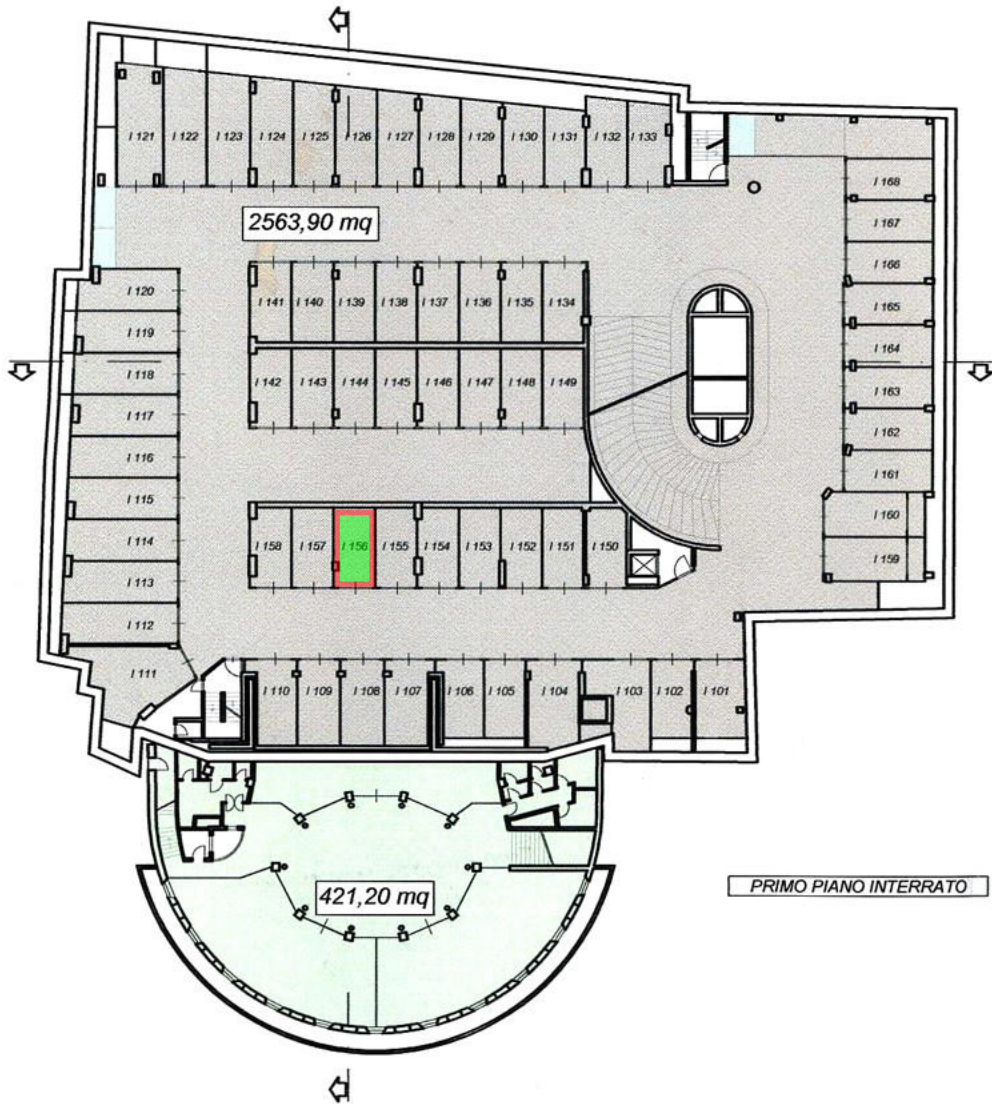 I 121 I 122 I 123 I 124 I 125 I 126 I 127 I 128 I 129 I 130 I 131 I 132 I 133
I 168
2563,90 mq
I 167
I 166
I 120
I 141 I 140 I 139 I 138 I 137 I 136 I 135 I 134
I 165
I 119
I 164
I 118
I 142 I 143 I 144 I 145 I 146 I 147 I 148 I 149
I 163
I 117
I 162
I 116
I 161
I 115
I 160
I 114
I 158 I 157 I 156 I 155 I 154 I 153 I 152 I 151 I 150
I 159
I 113
I 112
I 111
I 110 I 109 I 108 I 107 I 106 I 105 I 104 I 103 I 102 I 101
421,20 mq
PRIMO PIANO INTERRATO